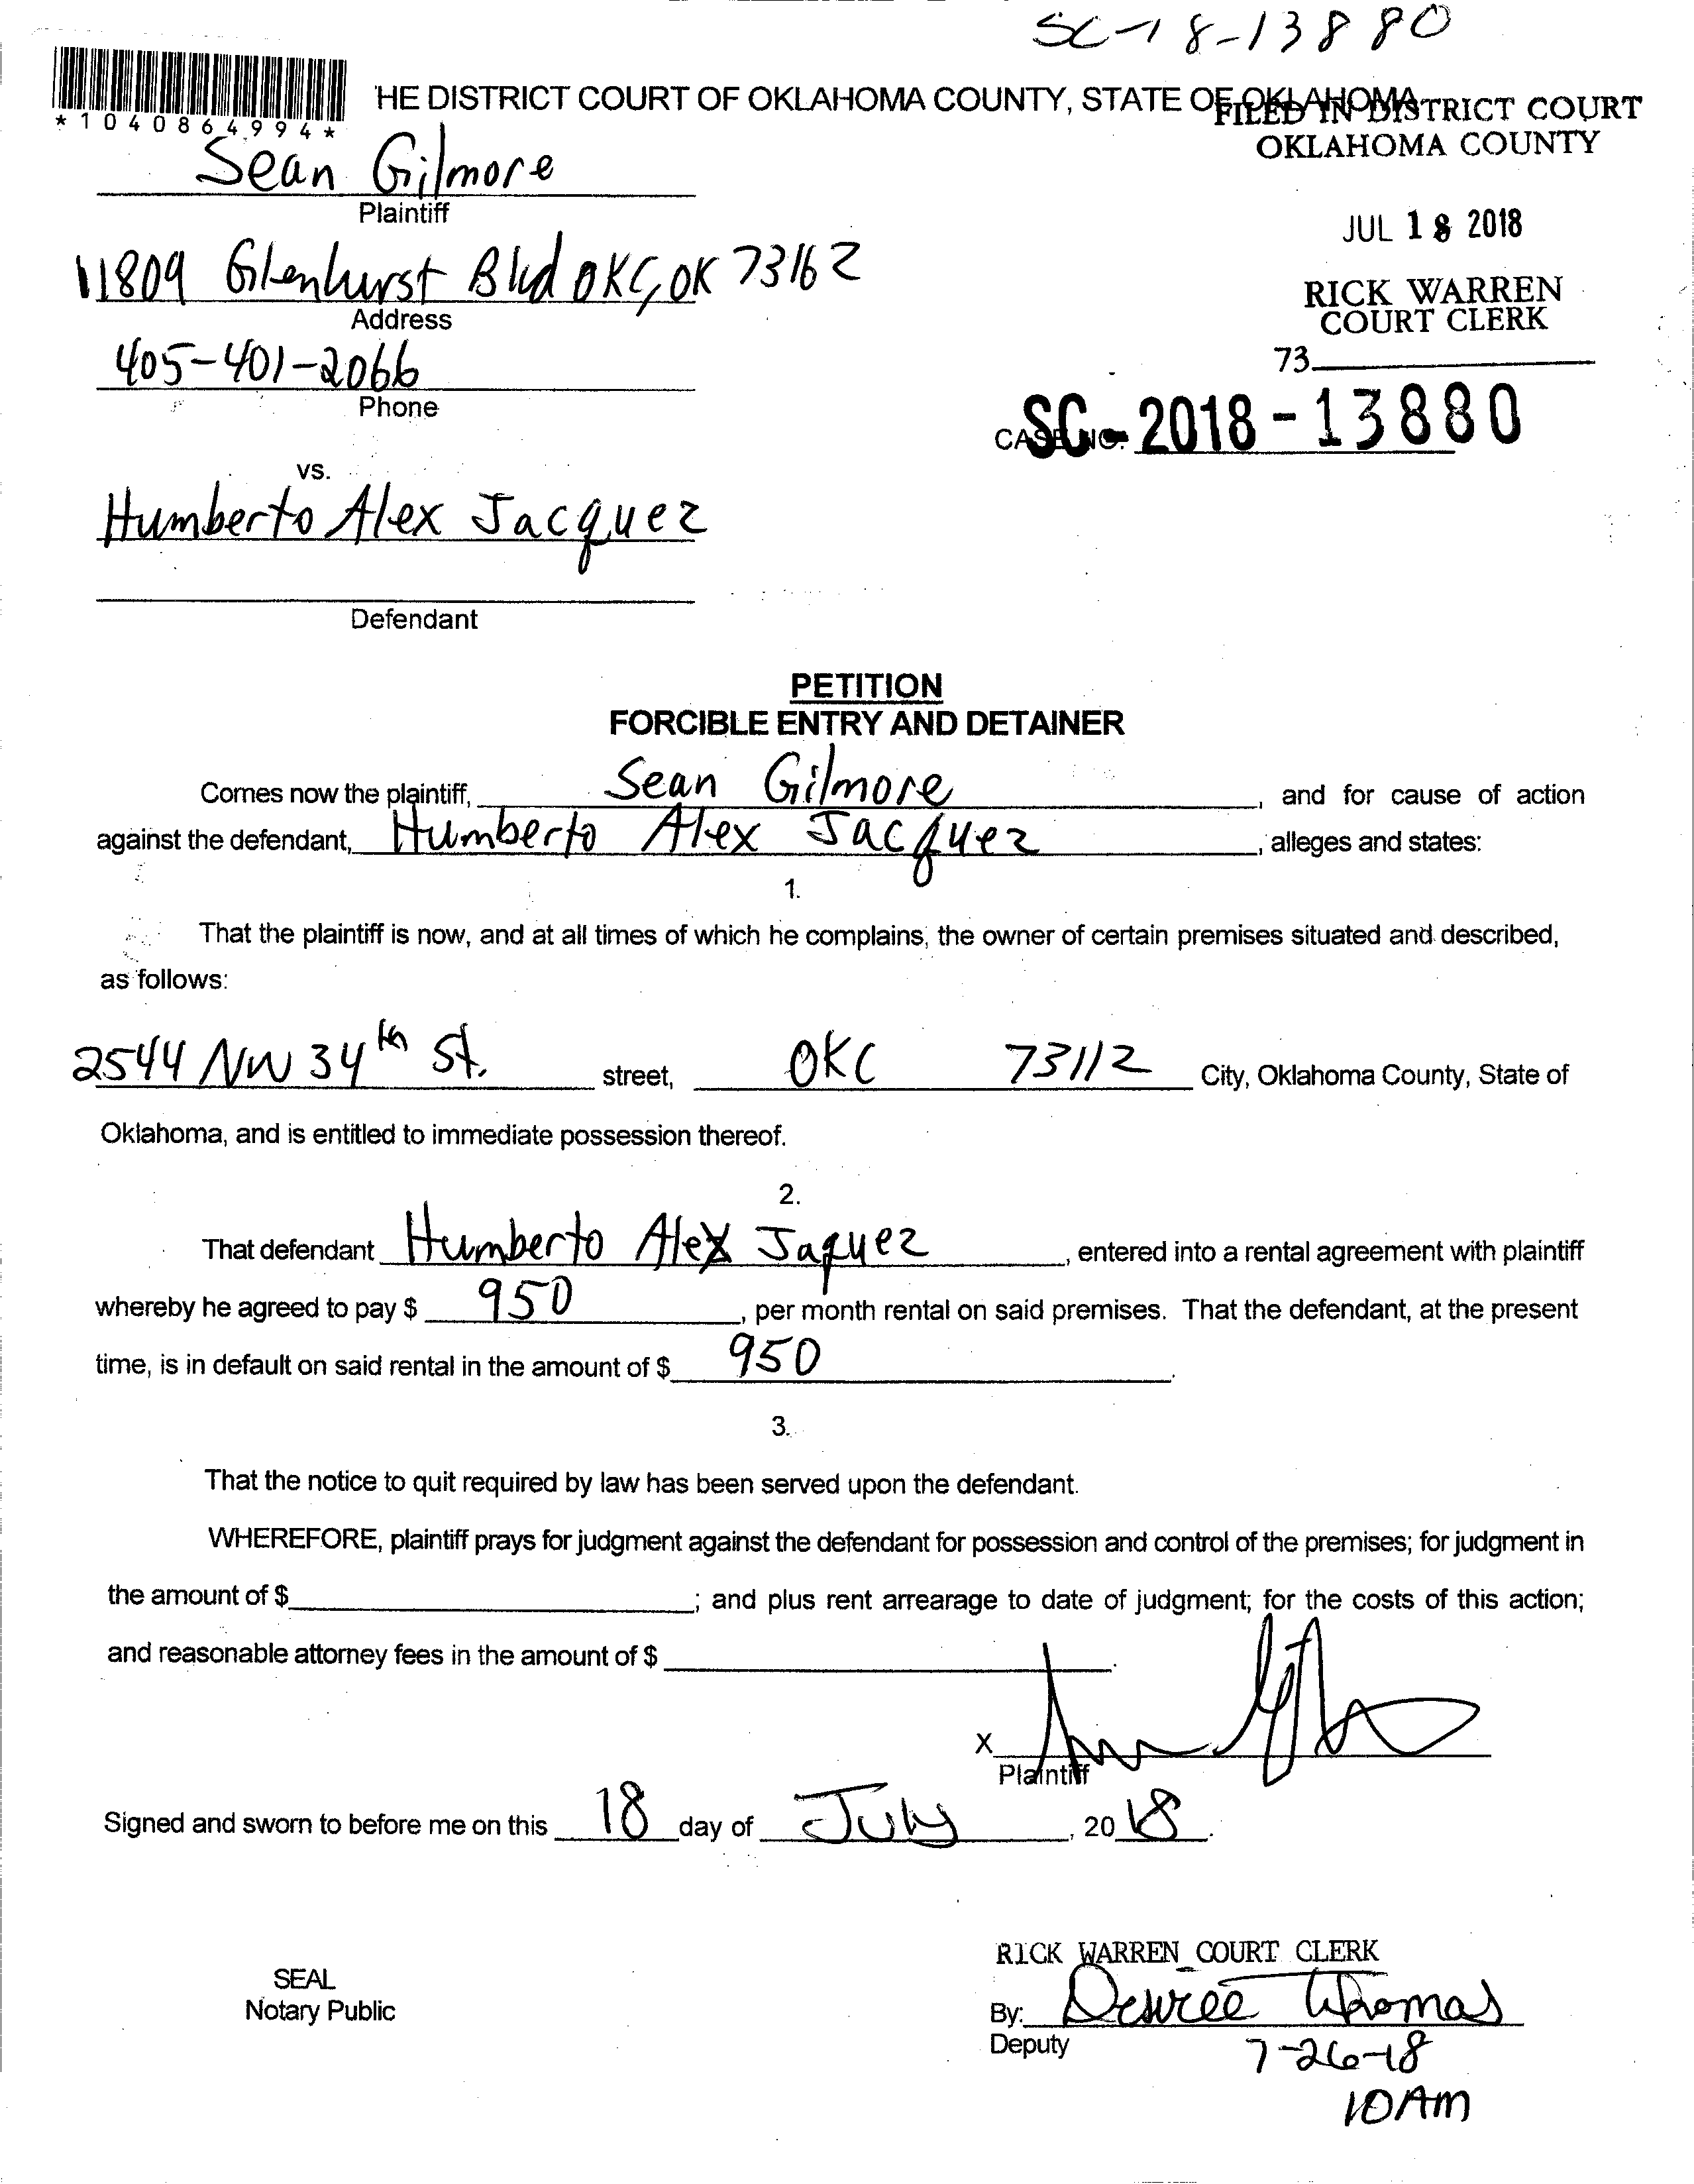 SC-18-13880
*1040864994*
HE DISTRICT COURT OF OKLAHOMA COUNTY, STATE OF OKLAHOMA
FILED IN DISTRICT COURT
OKLAHOMA COUNTY
Sean Gilmore
Plaintiff
JUL 18 2018
11809 Glenhurst Blvd OKC, OK 73162
Address
RICK WARREN
COURT CLERK
405-401-2066
73
Phone
CASE NO. SC-2018-13880
vs.
Humberto Alex Jacquez
Defendant
PETITION
FORCIBLE ENTRY AND DETAINER
Comes now the plaintiff, Sean Gilmore, and for cause of action
against the defendant, Humberto Alex Jacquez, alleges and states:
1.
That the plaintiff is now, and at all times of which he complains, the owner of certain premises situated and described,
as follows:
2544 NW 34th St. street, OKC 73112 City, Oklahoma County, State of
Oklahoma, and is entitled to immediate possession thereof.
2.
That defendant Humberto Alex Jaquez, entered into a rental agreement with plaintiff
whereby he agreed to pay $ 950, per month rental on said premises. That the defendant, at the present
time, is in default on said rental in the amount of $ 950.
3.
That the notice to quit required by law has been served upon the defendant.
WHEREFORE, plaintiff prays for judgment against the defendant for possession and control of the premises; for judgment in
the amount of $ ; and plus rent arrearage to date of judgment; for the costs of this action;
and reasonable attorney fees in the amount of $ .
X
Plaintiff
Signed and sworn to before me on this 18 day of July, 2018.
RICK WARREN COURT CLERK
SEAL
Notary Public
By: Desiree Thomas
Deputy
7-26-18
10AM